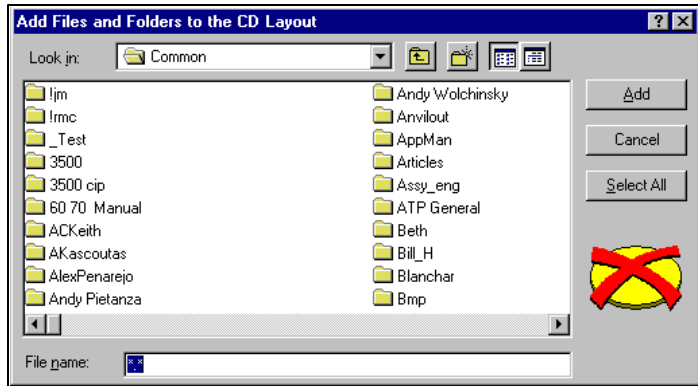 Add Files and Folders to the CD Layout
Look in: Common
!jm
!rmc
_Test
3500
3500 cip
60 70 Manual
ACKeith
AKascoutas
AlexPenarejo
Andy Pietanza
Andy Wolchinsky
Anvilout
AppMan
Articles
Assy_eng
ATP General
Beth
Bill_H
Blanchar
Bmp
Add
Cancel
Select All
File name: *.*